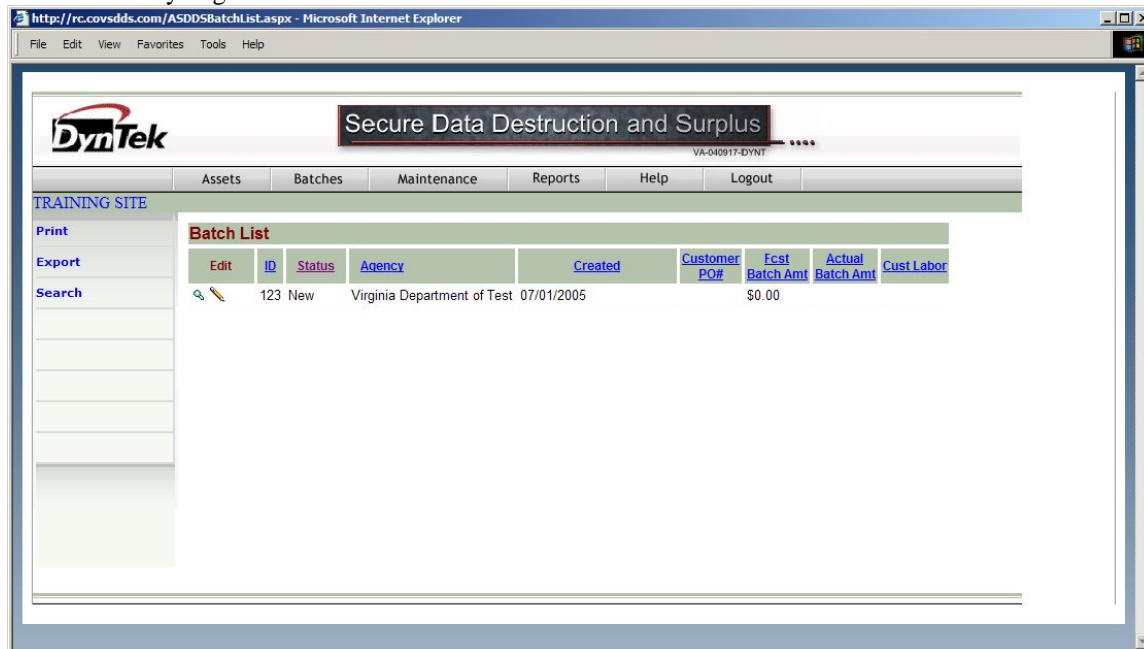 http://rc.covsdds.com/ASDDSBatchList.aspx - Microsoft Internet Explorer
File Edit View Favorites Tools Help
DynTek
Secure Data Destruction and Surplus
VA-040917-DYNT
Assets Batches Maintenance Reports Help Logout
TRAINING SITE
Print
Export
Search
Batch List
Edit ID Status Agency Created Customer PO# Fcst Batch Amt Actual Batch Amt Cust Labor
123 New Virginia Department of Test 07/01/2005 $0.00